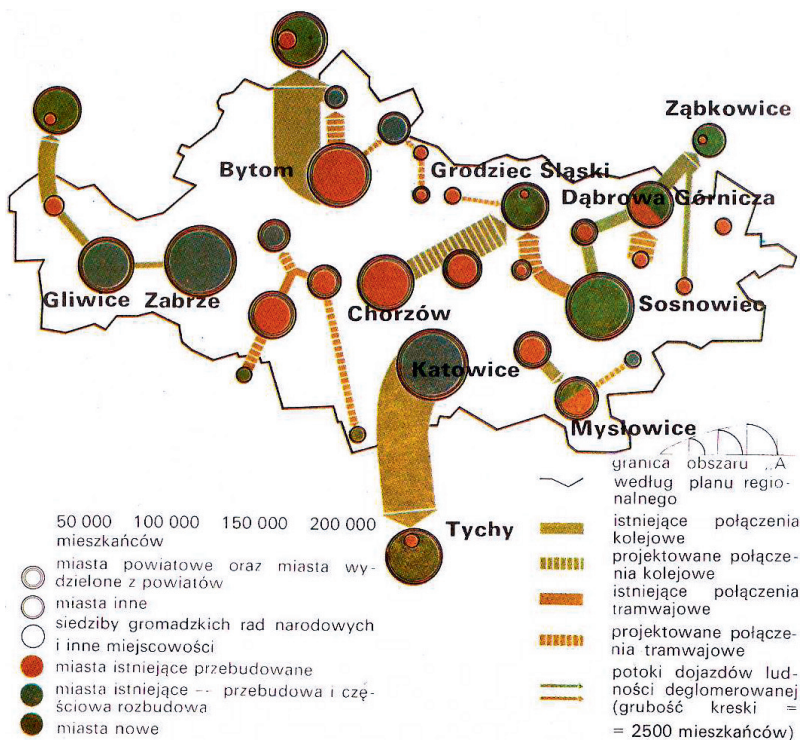 Ząbkowice
Bytom
Grodziec Śląski
Dąbrowa Górnicza
Gliwice Zabrze
Chorzów
Sosnowiec
Katowice
Mysłowice
Tychy
50 000 100 000 150 000 200 000
mieszkańców
miasta powiatowe oraz miasta wy-
dzielone z powiatów
miasta inne
siedziby gromadzkich rad narodowych
i inne miejscowości
miasta istniejące przebudowane
miasta istniejące -- przebudowa i czę-
ściowa rozbudowa
miasta nowe
granica obszaru „A
według planu regio-
nalnego
istniejące połączenia
kolejowe
projektowane połącze-
nia kolejowe
istniejące połączenia
tramwajowe
projektowane połącze-
nia tramwajowe
potoki dojazdów lud-
ności deglomerowanej
(grubość kreski =
= 2500 mieszkańców)